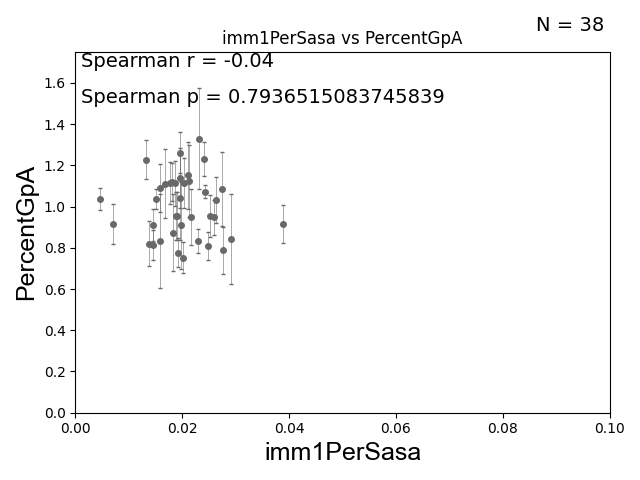 N = 38
imm1PerSasa vs PercentGpA
Spearman r = -0.04
Spearman p = 0.7936515083745839
PercentGpA
1.6
1.4
1.2
1.0
0.8
0.6
0.4
0.2
0.0
0.00 0.02 0.04 0.06 0.08 0.10
imm1PerSasa